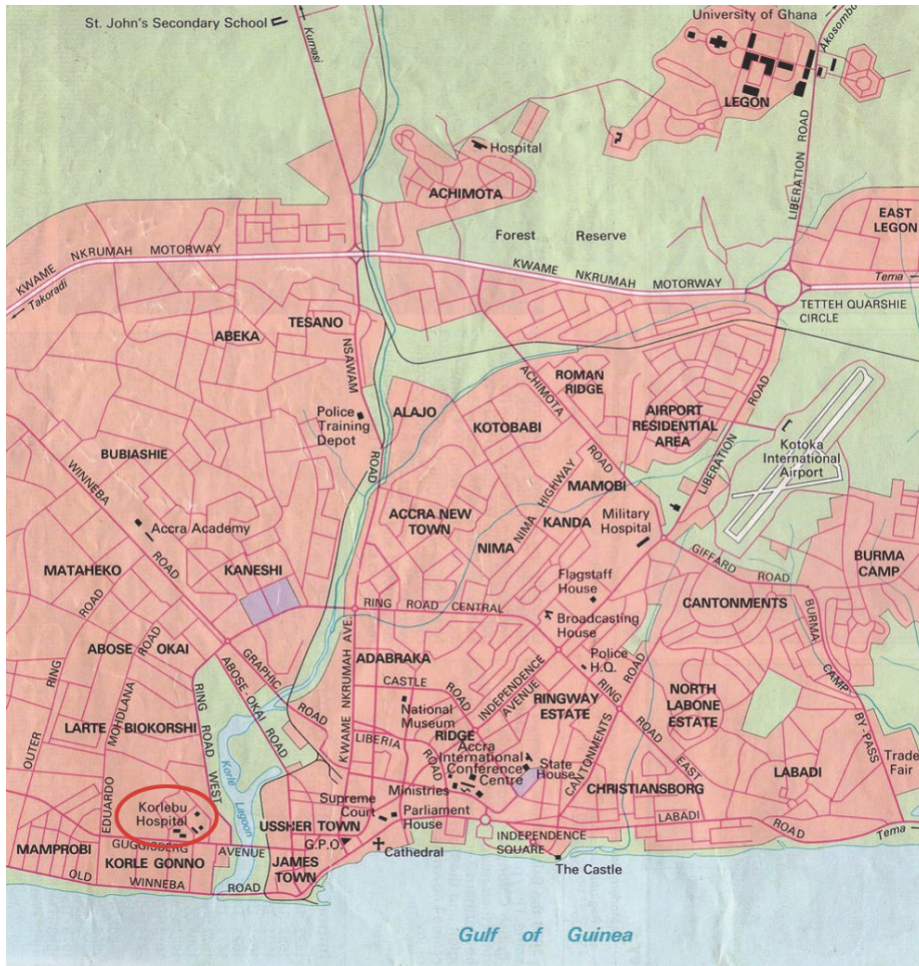 St. John's Secondary School
Kumasi
University of Ghana
Akosombo
LEGON
LIBERATION ROAD
Hospital
ACHIMOTA
EAST
LEGON
Forest Reserve
KWAME NKRUMAH MOTORWAY
KWAME NKRUMAH MOTORWAY
Takoradi
Tema
TETTEH QUARSHIE
CIRCLE
TESANO
ABEKA
NSAWAM
ROAD
ROMAN
RIDGE
ACHIMOTA
ROAD
ALAJO
Police
Training
Depot
KOTOBABI
AIRPORT
RESIDENTIAL
AREA
LIBERATION
ROAD
Kotoka
International
Airport
BUBIASHIE
WINNEBA
ROAD
Accra Academy
MAMOBI
NIMA HIGHWAY
ACCRA NEW
TOWN
KANDA
Military
Hospital
NIMA
BURMA
CAMP
MATAHEKO
KANESHI
GIFFARD ROAD
Flagstaff
House
RING ROAD CENTRAL
CANTONMENTS
Broadcasting
House
BURMA
CAMP
BY-PASS
OUTER
RING
ROAD
ABOSE OKAI
ADABRAKA
Police
H.Q.
CASTLE
ROAD
INDEPENDENCE
AVENUE
RINGWAY
ESTATE
RING
ROAD
EAST
NORTH
LABONE
ESTATE
GRAPHIC
ROAD
ABOSE-OKAI
ROAD
KWAME NKRUMAH AVE.
National
Museum
RIDGE
LIBERIA
ROAD
LARTE BIOKORSHI
RING ROAD WEST
EDUARDO
MOHDLANA
ROAD
Accra
International
Conference
Centre
State
House
CANTONMENTS
ROAD
Trade
Fair
Korle
Lagoon
Ministries
LABADI
CHRISTIANSBORG
Korlebu
Hospital
Supreme
Court
Parliament
House
LABADI ROAD
USSHER TOWN
INDEPENDENCE
SQUARE
Tema
MAMPROBI
GUGGISBERG AVENUE
G.P.O.
Cathedral
KORLE GONNO
JAMES
TOWN
The Castle
OLD WINNEBA ROAD
Gulf of Guinea